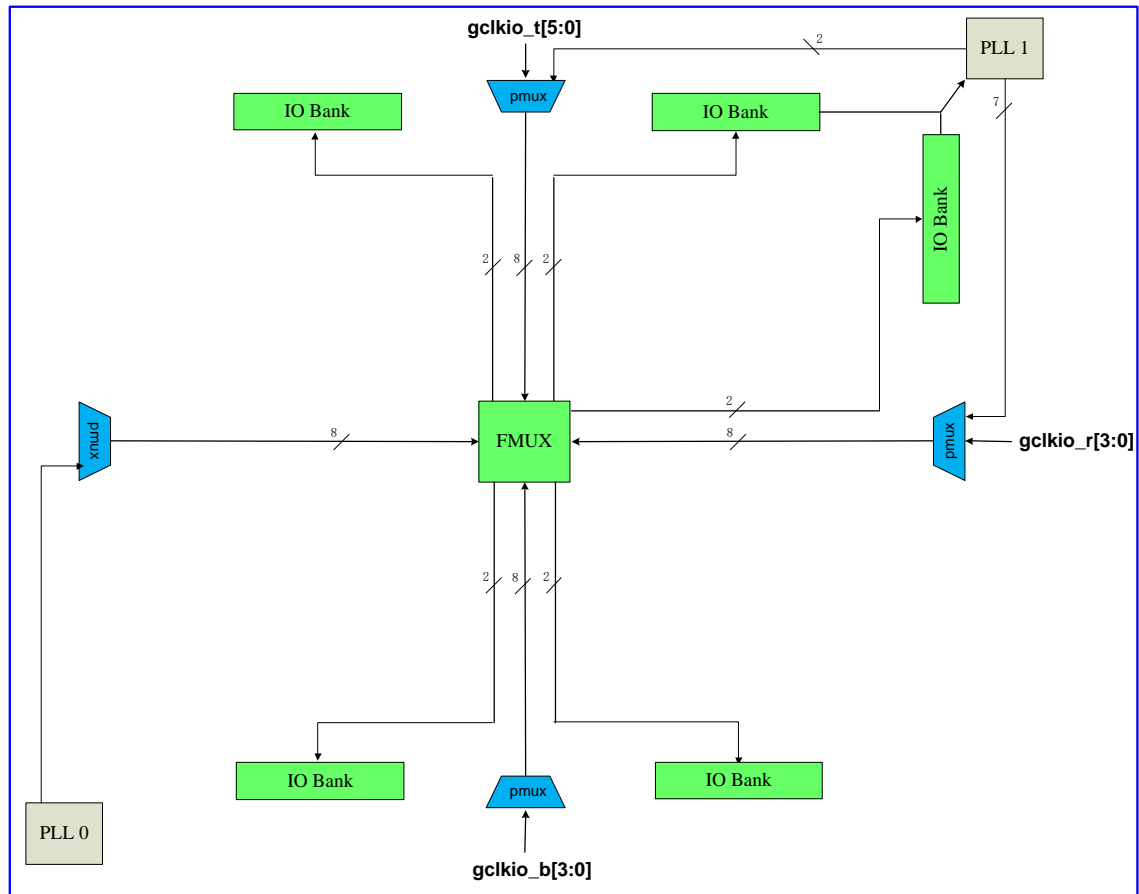 gclkio_t[5:0]
2
PLL 1
pmux
7
IO Bank
IO Bank
IO Bank
2
8
2
2
pmux
8
FMUX
8
pmux
gclkio_r[3:0]
2
8
2
IO Bank
pmux
IO Bank
PLL 0
gclkio_b[3:0]